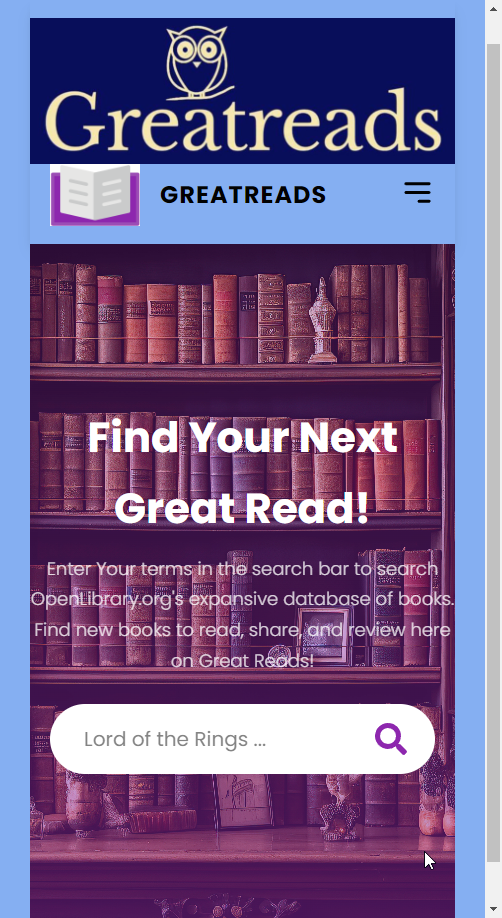 Greatreads
GREATREADS
Find Your Next
Great Read!
Enter Your terms in the search bar to search
OpenLibrary.org's expansive database of books.
Find new books to read, share, and review here
on Great Reads!
Lord of the Rings ...